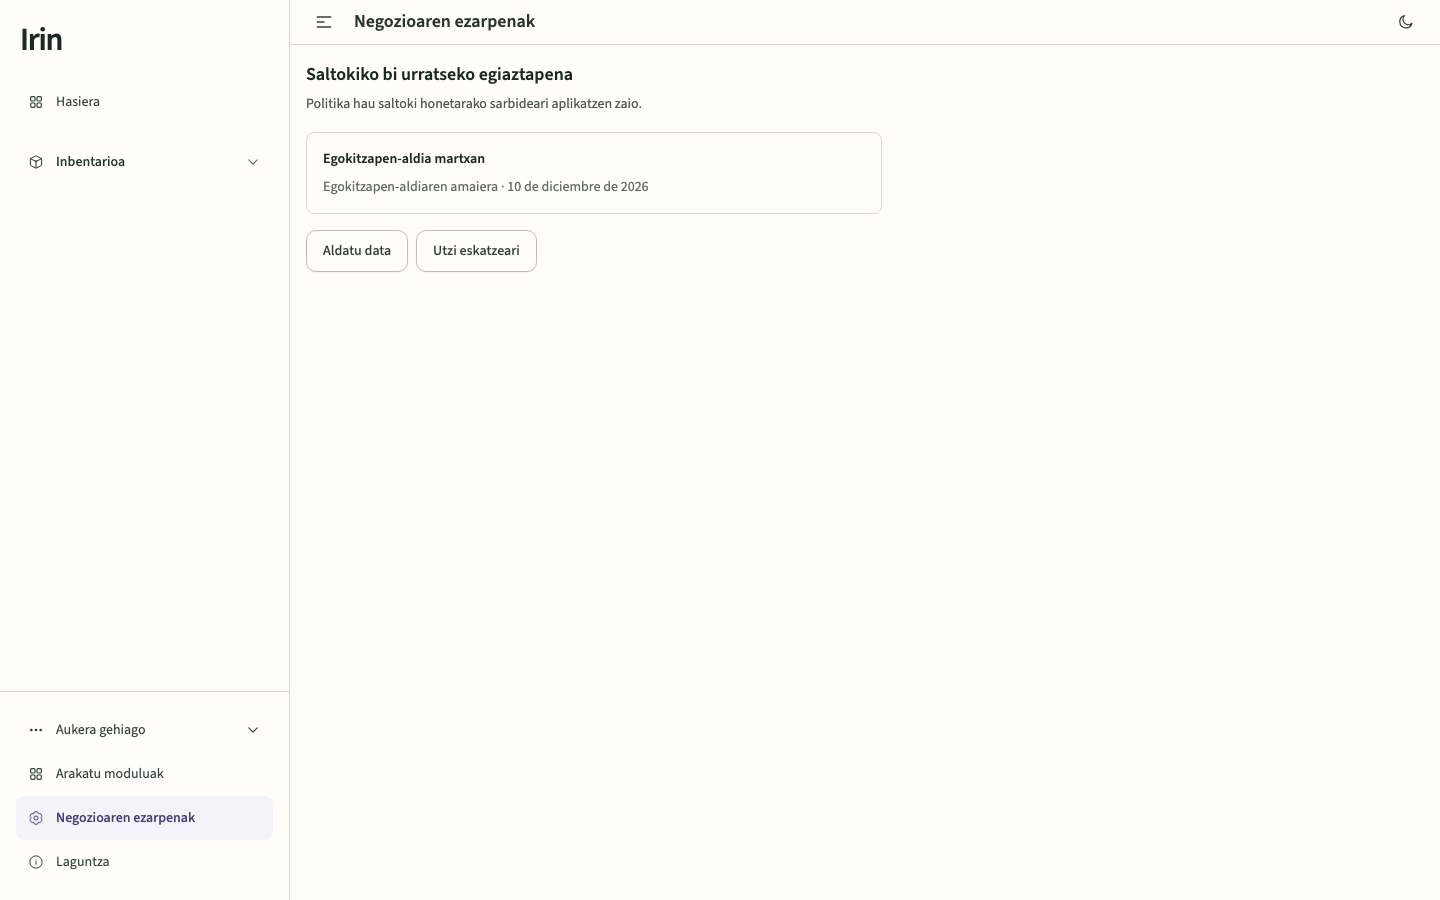 Irin
Hasiera
Inbentarioa
Aukera gehiago
Arakatu moduluak
Negozioaren ezarpenak
Laguntza
Negozioaren ezarpenak
Saltokiko bi urratseko egiaztapena
Politika hau saltoki honetarako sarbideari aplikatzen zaio.
Egokitzapen-aldia martxan
Egokitzapen-aldiaren amaiera · 10 de diciembre de 2026
Aldatu data
Utzi eskatzeari